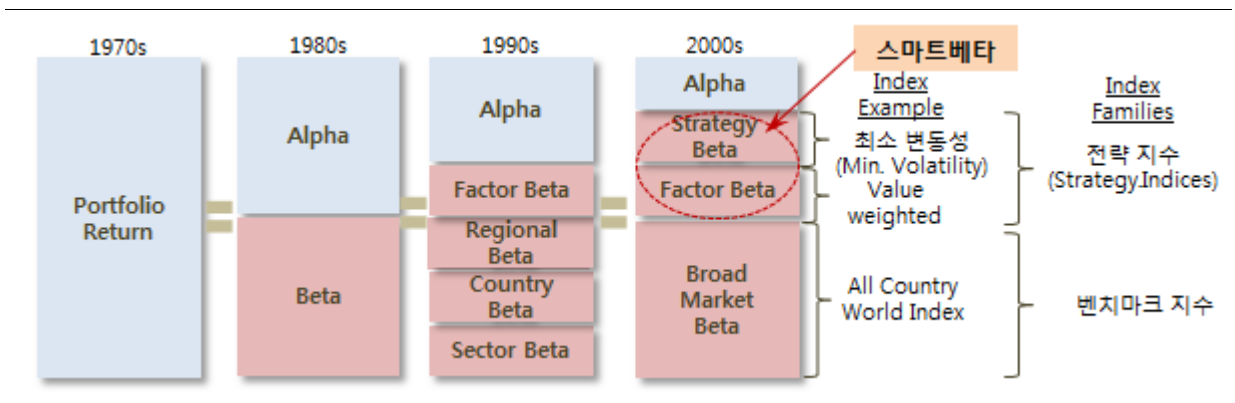 1970s
1980s
1990s
2000s
스마트베타
Portfolio
Return
Alpha
Beta
Alpha
Factor Beta
Regional
Beta
Country
Beta
Sector Beta
Alpha
Strategy
Beta
Factor Beta
Broad
Market
Beta
Index
Example
최소 변동성
(Min. Volatility)
Value
weighted
All Country
World Index
Index
Families
전략 지수
(Strategy.Indices)
벤치마크 지수